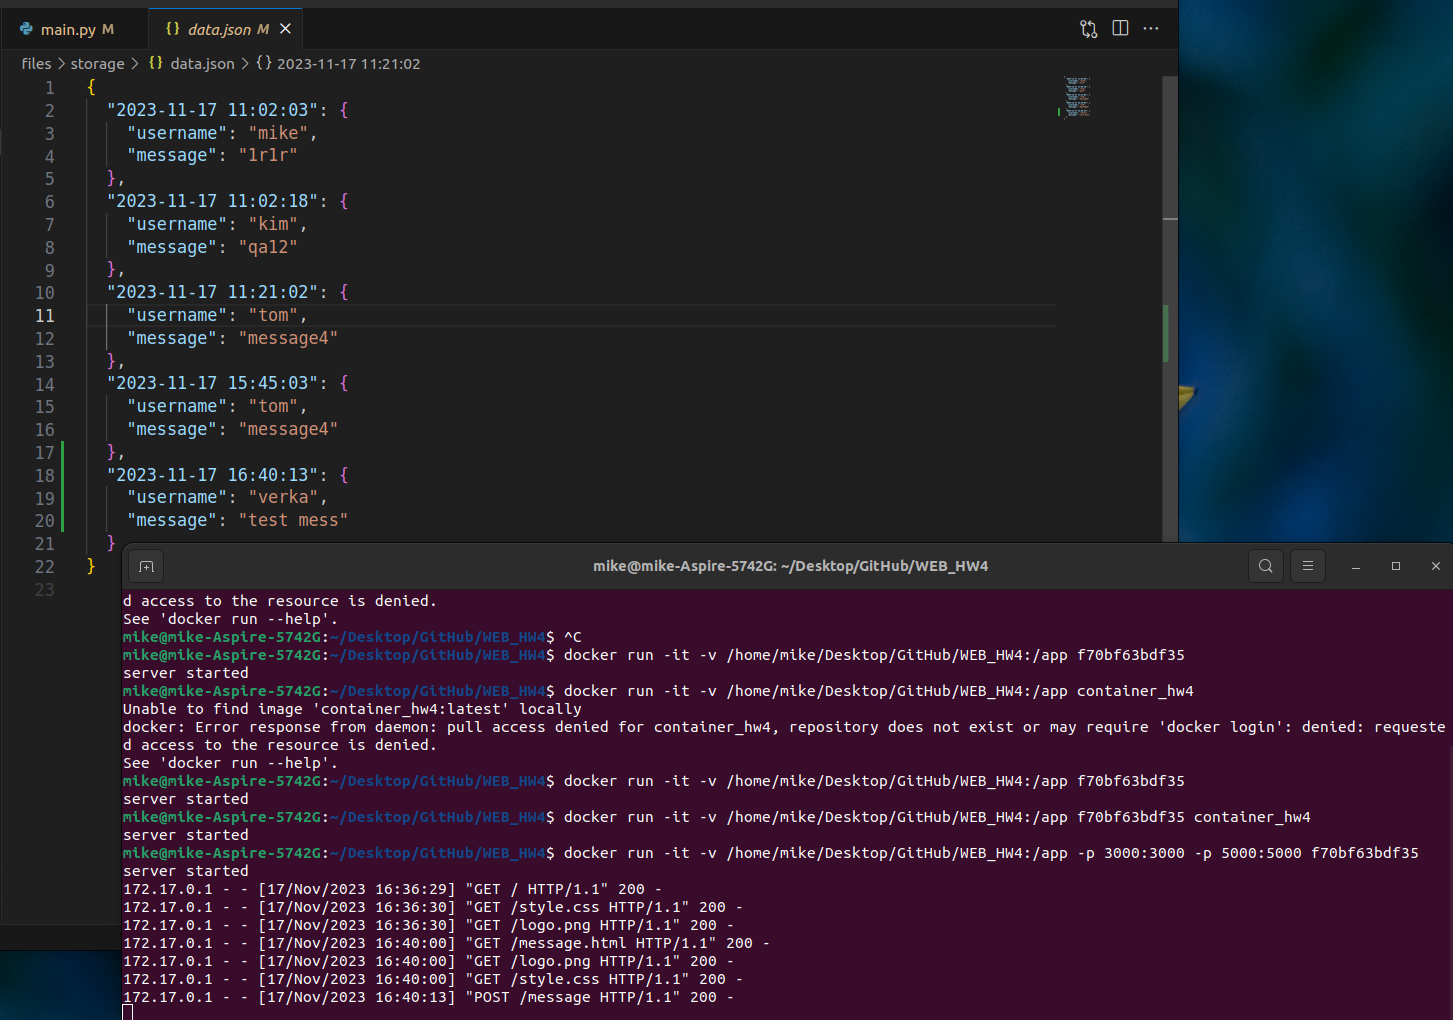 main.py M
{} data.json M ×
files > storage > {} data.json > {} 2023-11-17 11:21:02
1 {
2 "2023-11-17 11:02:03": {
3 "username": "mike",
4 "message": "1r1r"
5 },
6 "2023-11-17 11:02:18": {
7 "username": "kim",
8 "message": "qa12"
9 },
10 "2023-11-17 11:21:02": {
11 "username": "tom",
12 "message": "message4"
13 },
14 "2023-11-17 15:45:03": {
15 "username": "tom",
16 "message": "message4"
17 },
18 "2023-11-17 16:40:13": {
19 "username": "verka",
20 "message": "test mess"
21 }
22 }
23
mike@mike-Aspire-5742G: ~/Desktop/GitHub/WEB_HW4
d access to the resource is denied.
See 'docker run --help'.
mike@mike-Aspire-5742G:~/Desktop/GitHub/WEB_HW4$ ^C
mike@mike-Aspire-5742G:~/Desktop/GitHub/WEB_HW4$ docker run -it -v /home/mike/Desktop/GitHub/WEB_HW4:/app f70bf63bdf35
server started
mike@mike-Aspire-5742G:~/Desktop/GitHub/WEB_HW4$ docker run -it -v /home/mike/Desktop/GitHub/WEB_HW4:/app container_hw4
Unable to find image 'container_hw4:latest' locally
docker: Error response from daemon: pull access denied for container_hw4, repository does not exist or may require 'docker login': denied: requeste
d access to the resource is denied.
See 'docker run --help'.
mike@mike-Aspire-5742G:~/Desktop/GitHub/WEB_HW4$ docker run -it -v /home/mike/Desktop/GitHub/WEB_HW4:/app f70bf63bdf35
server started
mike@mike-Aspire-5742G:~/Desktop/GitHub/WEB_HW4$ docker run -it -v /home/mike/Desktop/GitHub/WEB_HW4:/app f70bf63bdf35 container_hw4
server started
mike@mike-Aspire-5742G:~/Desktop/GitHub/WEB_HW4$ docker run -it -v /home/mike/Desktop/GitHub/WEB_HW4:/app -p 3000:3000 -p 5000:5000 f70bf63bdf35
server started
172.17.0.1 - - [17/Nov/2023 16:36:29] "GET / HTTP/1.1" 200 -
172.17.0.1 - - [17/Nov/2023 16:36:30] "GET /style.css HTTP/1.1" 200 -
172.17.0.1 - - [17/Nov/2023 16:36:30] "GET /logo.png HTTP/1.1" 200 -
172.17.0.1 - - [17/Nov/2023 16:40:00] "GET /message.html HTTP/1.1" 200 -
172.17.0.1 - - [17/Nov/2023 16:40:00] "GET /logo.png HTTP/1.1" 200 -
172.17.0.1 - - [17/Nov/2023 16:40:00] "GET /style.css HTTP/1.1" 200 -
172.17.0.1 - - [17/Nov/2023 16:40:13] "POST /message HTTP/1.1" 200 -